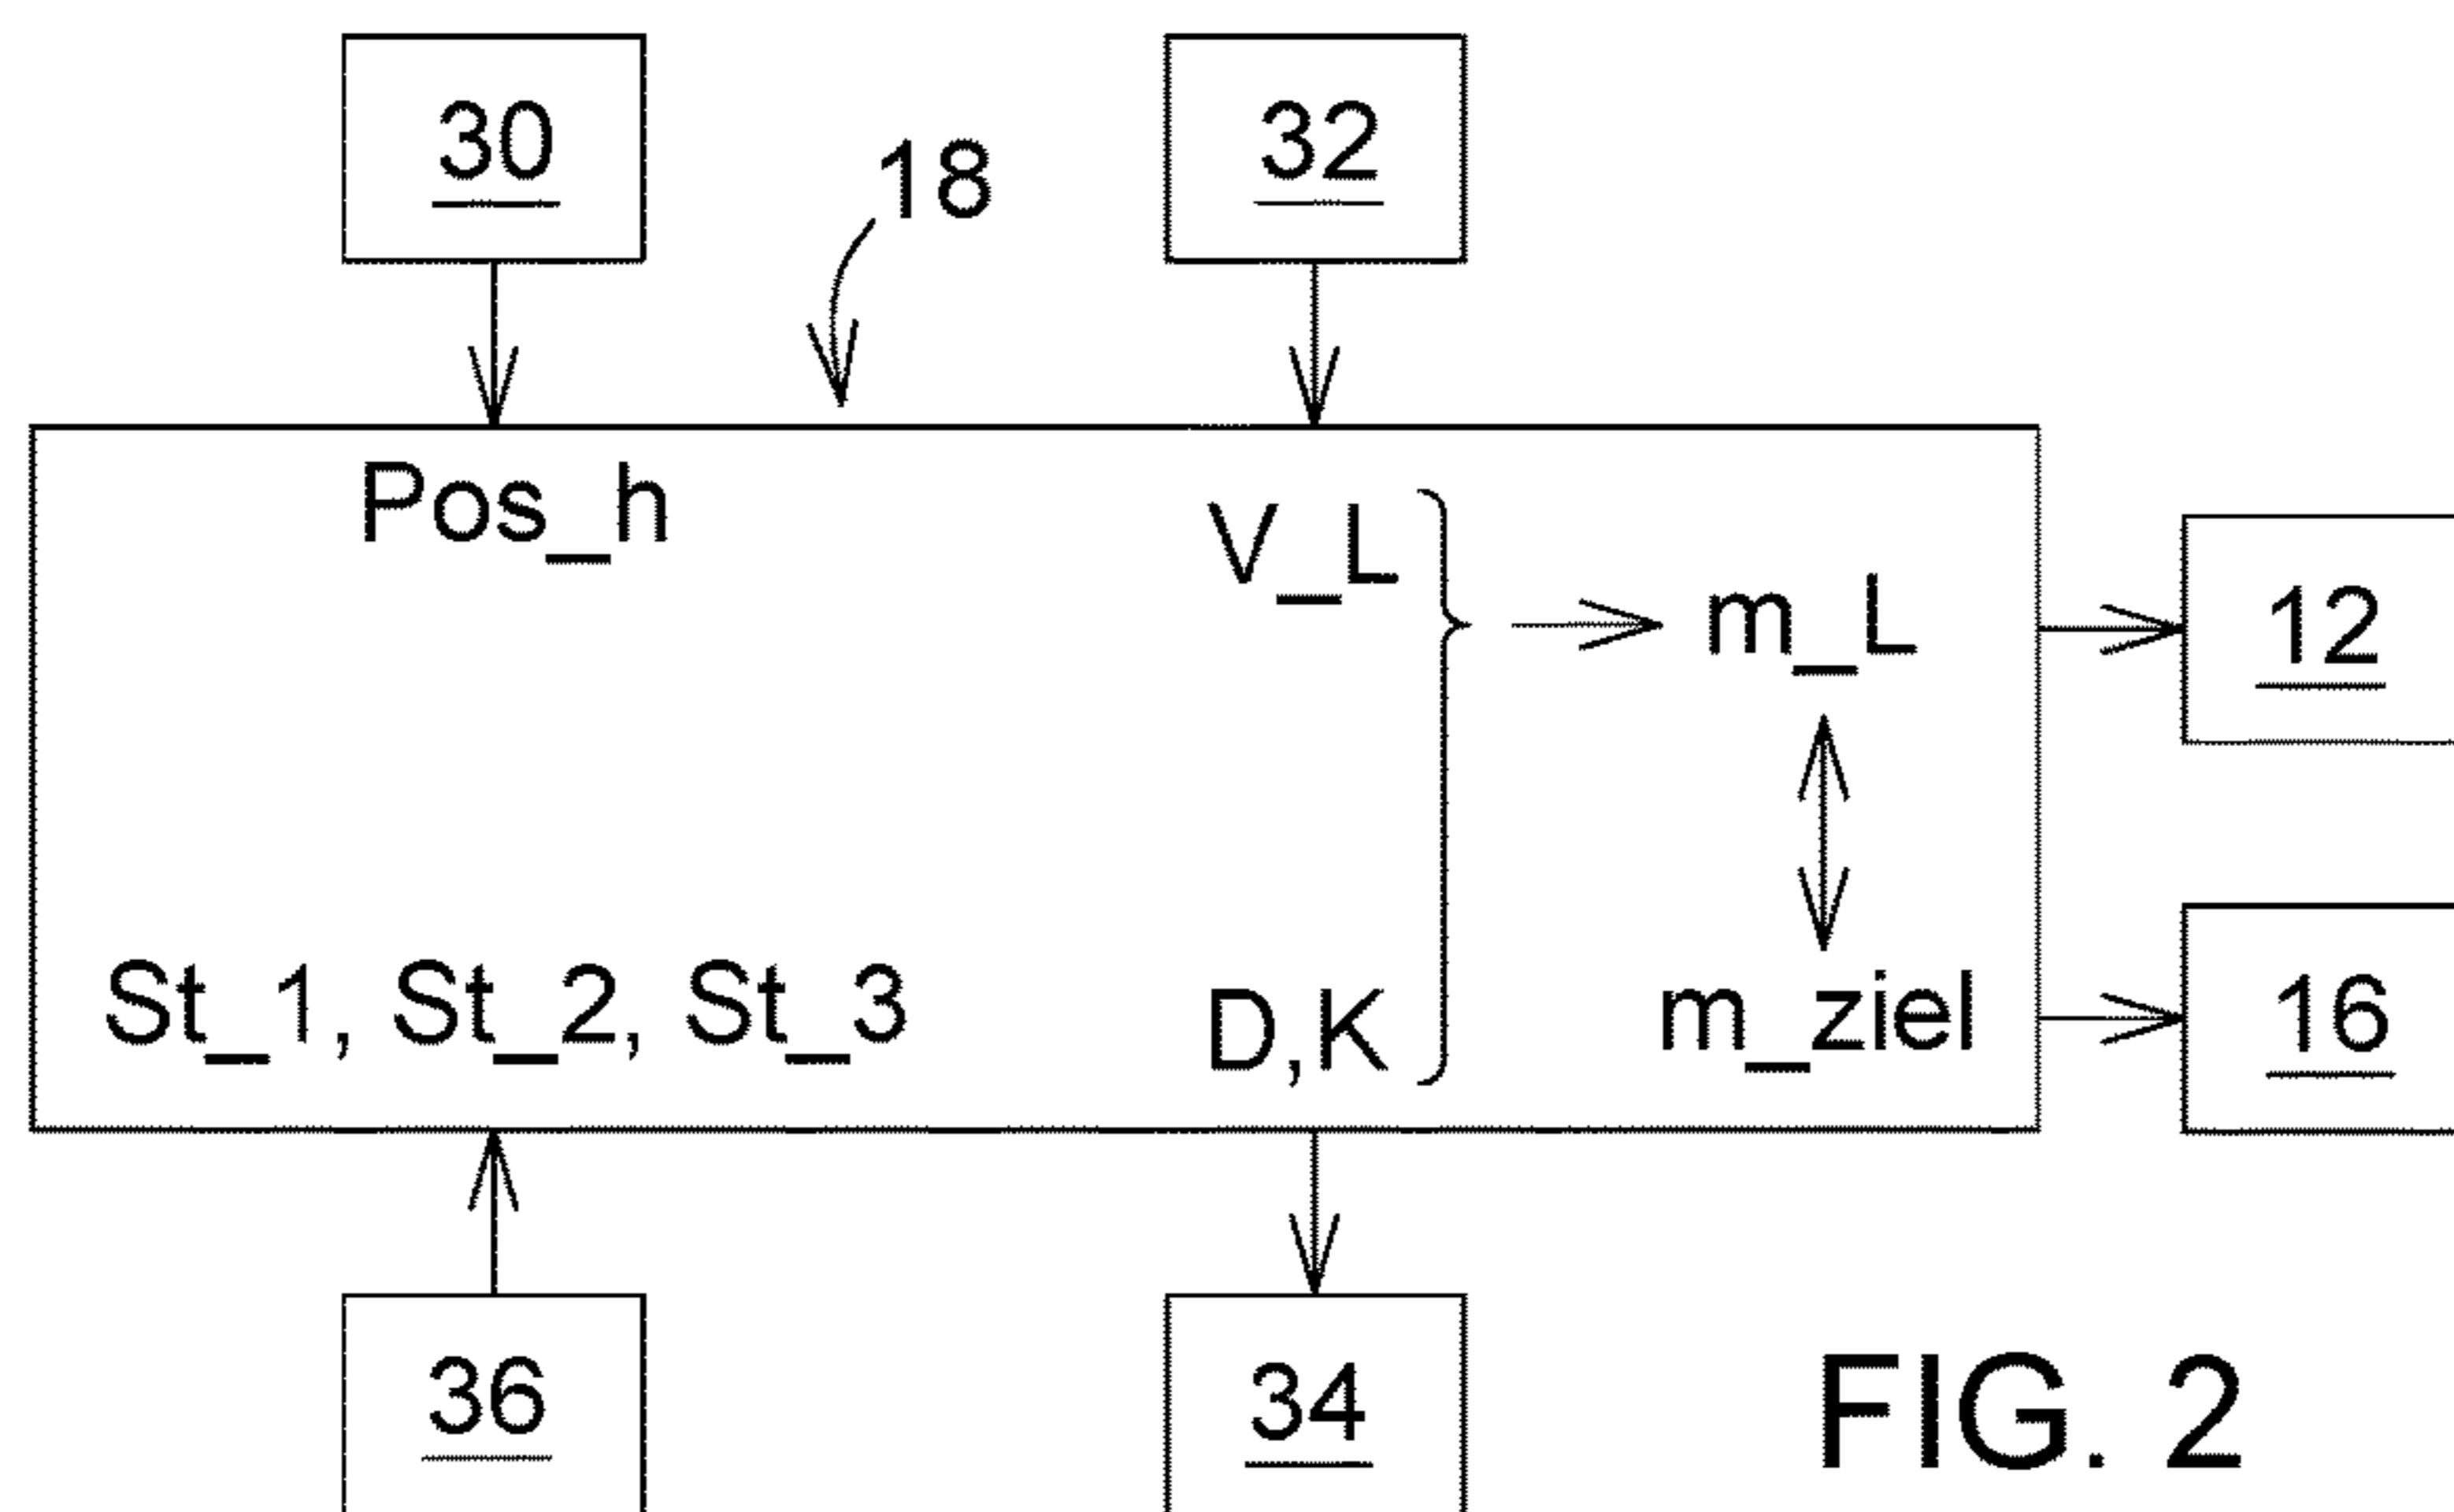 30
32
18
Pos_h
V_L
m_L
12
St_1, St_2, St_3
D,K
m_ziel
16
36
34
FIG. 2